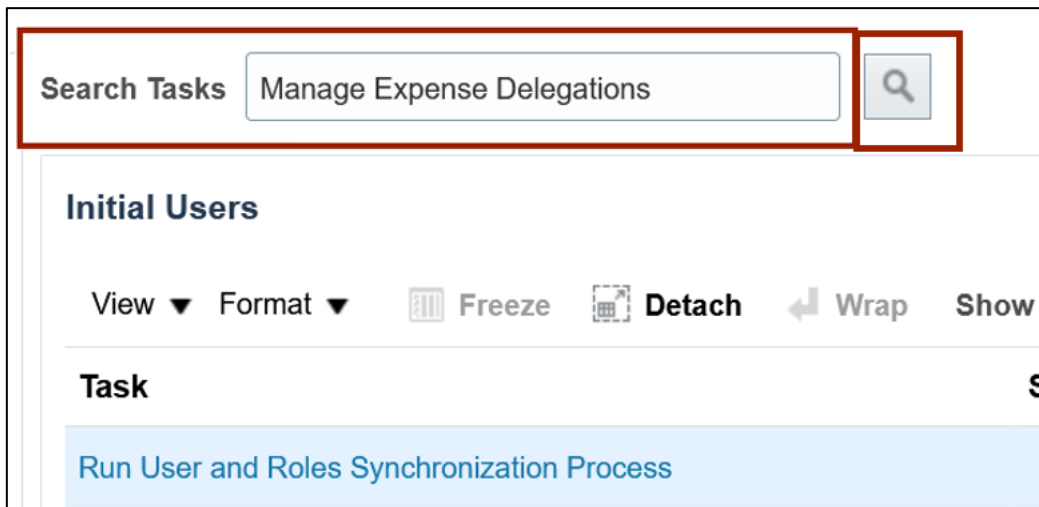 Search Tasks Manage Expense Delegations
Initial Users
View Format Freeze Detach Wrap Show
Task
Run User and Roles Synchronization Process